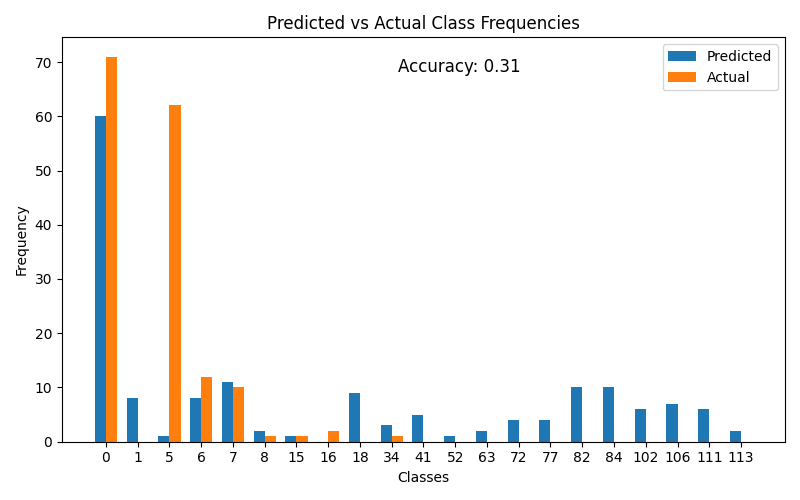 Predicted vs Actual Class Frequencies
Accuracy: 0.31
Predicted
Actual
Frequency
70
60
50
40
30
20
10
0
0 1 5 6 7 8 15 16 18 34 41 52 63 72 77 82 84 102 106 111 113
Classes